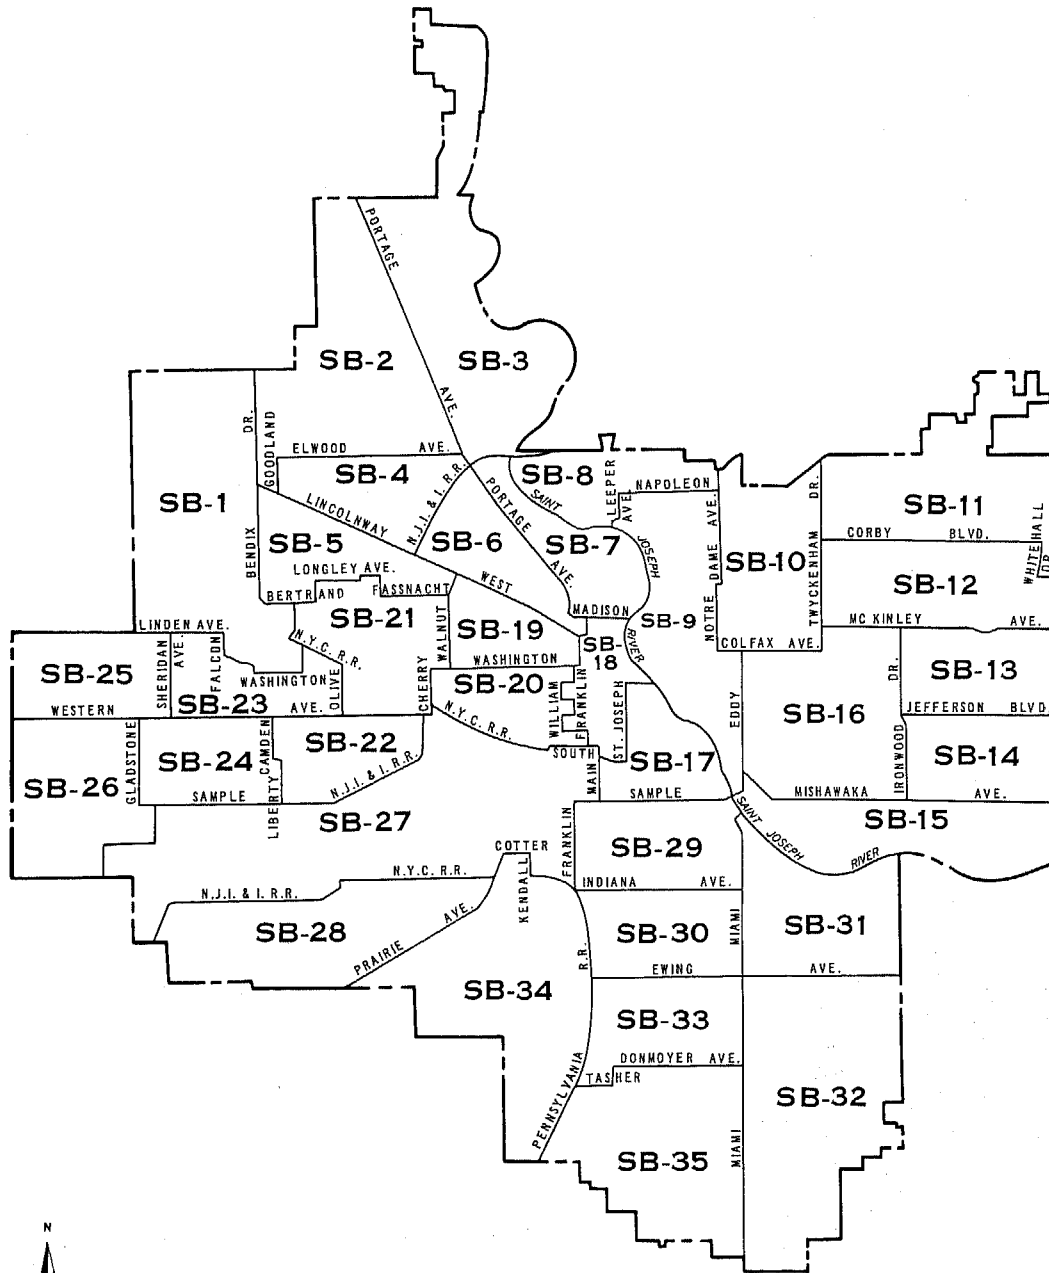 PORTAGE
AVE.
SB-2
SB-3
DR.
GOODLAND
ELWOOD AVE.
SB-4
N.J.I. & I. R.R.
PORTAGE
AVE.
SB-8
SAINT
JOSEPH
RIVER
LEEPER
AVE.
NAPOLEON
SB-1
LINCOLNWAY
WEST
BENDIX
SB-5
SB-6
SB-7
LONGLEY AVE.
BERTRAND
FASSNACHT
NOTRE DAME AVE.
SB-10
DR.
TWYCKENHAM
SB-11
CORBY BLVD.
WHITEHALL
DR.
SB-12
MC KINLEY AVE.
LINDEN AVE.
SB-21
WALNUT
SB-19
MADISON
SB-18
SB-9
COLFAX AVE.
SB-25
SHERIDAN
AVE.
FALCON
N.Y.C. R.R.
WASHINGTON
OLIVE
CHERRY
WASHINGTON
SB-20
WILLIAM
FRANKLIN
ST. JOSEPH
EDDY
SB-16
DR.
SB-13
JEFFERSON BLVD.
WESTERN AVE.
SB-23
N.Y.C. R.R.
SOUTH
MAIN
SB-17
IRONWOOD
SB-14
SB-26
GLADSTONE
SB-24
CAMDEN
LIBERTY
SB-22
N.J.I. & I. R.R.
SAMPLE
SAMPLE
MISHAWAKA AVE.
SB-27
SB-15
SAINT JOSEPH RIVER
COTTER
KENDALL
FRANKLIN
SB-29
INDIANA AVE.
N.Y.C. R.R.
N.J.I. & I. R.R.
SB-28
PRAIRIE AVE.
SB-30
MIAMI
SB-31
R.R.
EWING AVE.
SB-34
SB-33
PENNSYLVANIA
DONMOYER AVE.
TASHER
SB-32
SB-35
MIAMI
N